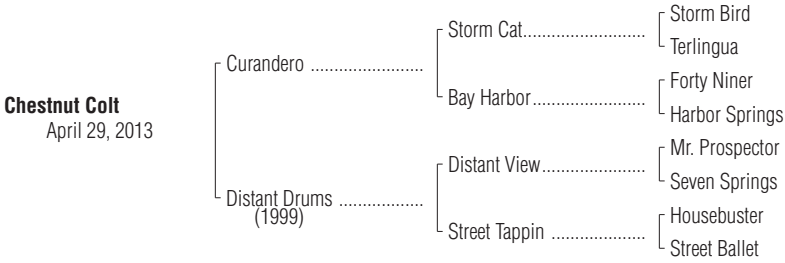 Storm Bird
Storm Cat.........................
Terlingua
Curandero .......................
Forty Niner
Bay Harbor.......................
Harbor Springs
Chestnut Colt
April 29, 2013
Mr. Prospector
Distant View.....................
Seven Springs
Distant Drums .................
(1999)
Housebuster
Street Tappin ...................
Street Ballet